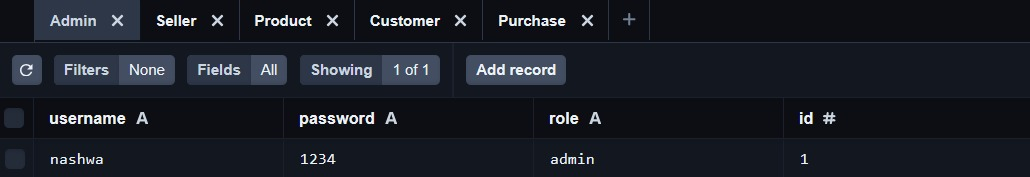 Admin Seller Product Customer Purchase
Filters None Fields All Showing 1 of 1 Add record
username A password A role A id #
nashwa 1234 admin 1